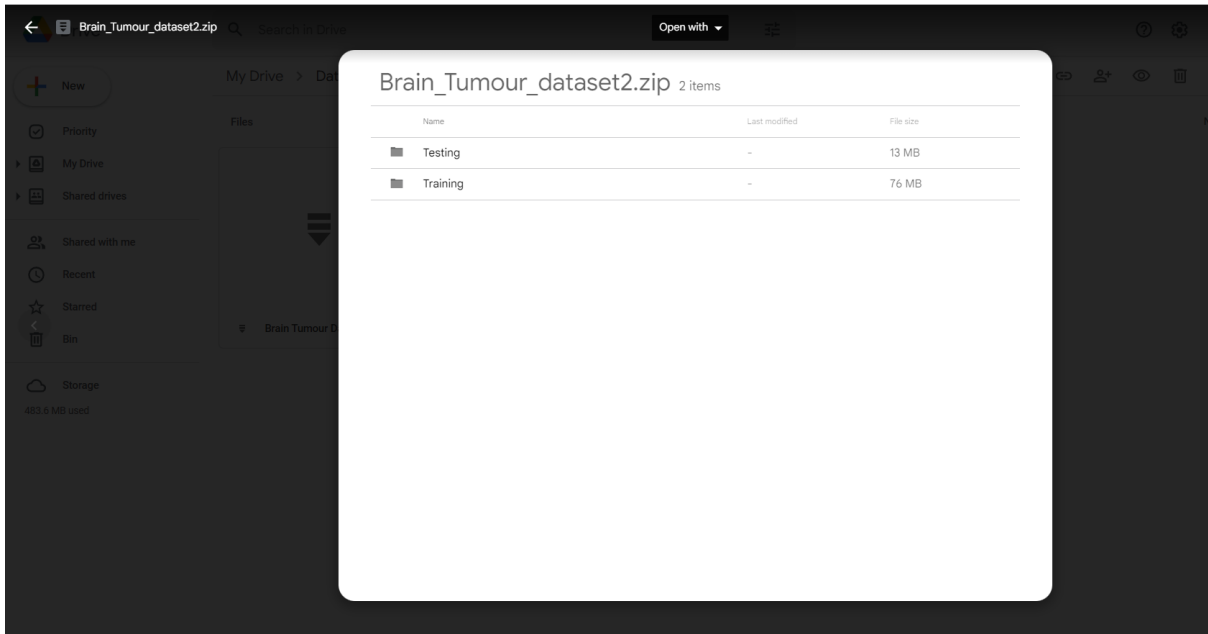 Brain_Tumour_dataset2.zip
Search in Drive
Open with
New
My Drive > Dat
Priority
My Drive
Shared drives
Shared with me
Recent
Starred
Bin
Storage
483.6 MB used
Files
Brain Tumour D
Brain_Tumour_dataset2.zip 2 items
Name Last modified File size
Testing - 13 MB
Training - 76 MB